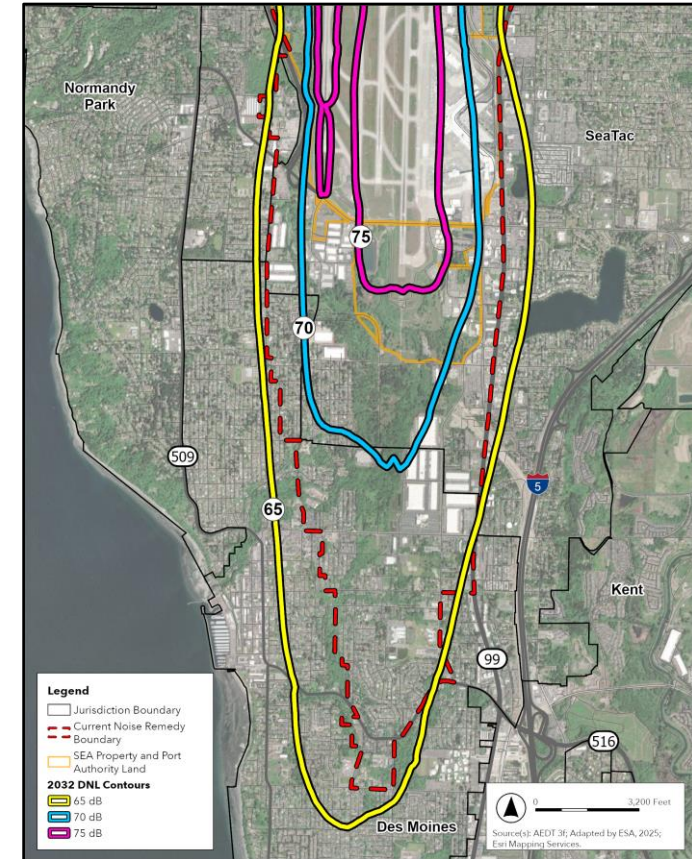 Normandy
Park
SeaTac
75
70
509
65
5
Kent
99
516
Des Moines
Legend
Jurisdiction Boundary
Current Noise Remedy
Boundary
SEA Property and Port
Authority Land
2032 DNL Contours
65 dB
70 dB
75 dB
0 3,200 Feet
Source(s): AEDT 3f; Adapted by ESA, 2025;
Esri Mapping Services.